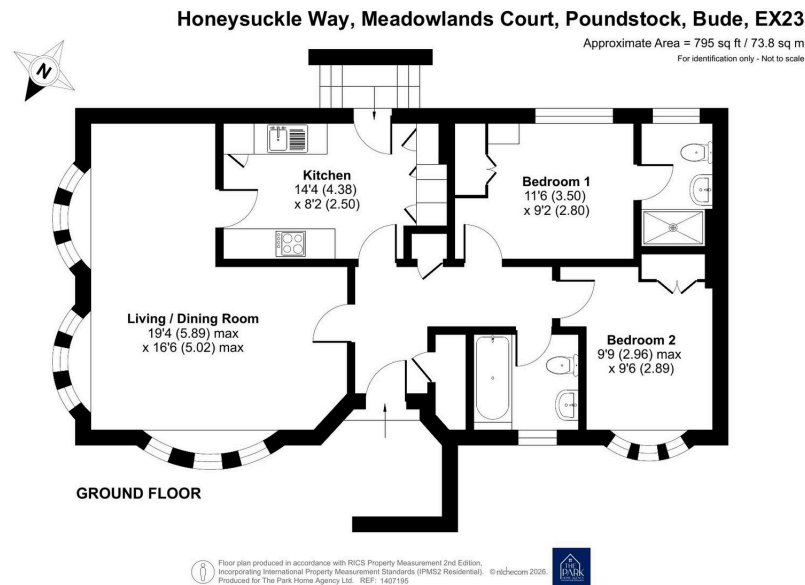 Honeysuckle Way, Meadowlands Court, Poundstock, Bude, EX23
Approximate Area = 795 sq ft / 73.8 sq m
For identification only - Not to scale
N
Kitchen
14'4 (4.38)
x 8'2 (2.50)
Bedroom 1
11'6 (3.50)
x 9'2 (2.80)
Living / Dining Room
19'4 (5.89) max
x 16'6 (5.02) max
Bedroom 2
9'9 (2.96) max
x 9'6 (2.89)
GROUND FLOOR
Floor plan produced in accordance with RICS Property Measurement 2nd Edition,
Incorporating International Property Measurement Standards (IPMS2 Residential). © nichecom 2026.
Produced for The Park Home Agency Ltd. REF: 1407195
THE
PARK
HOME AGENCY